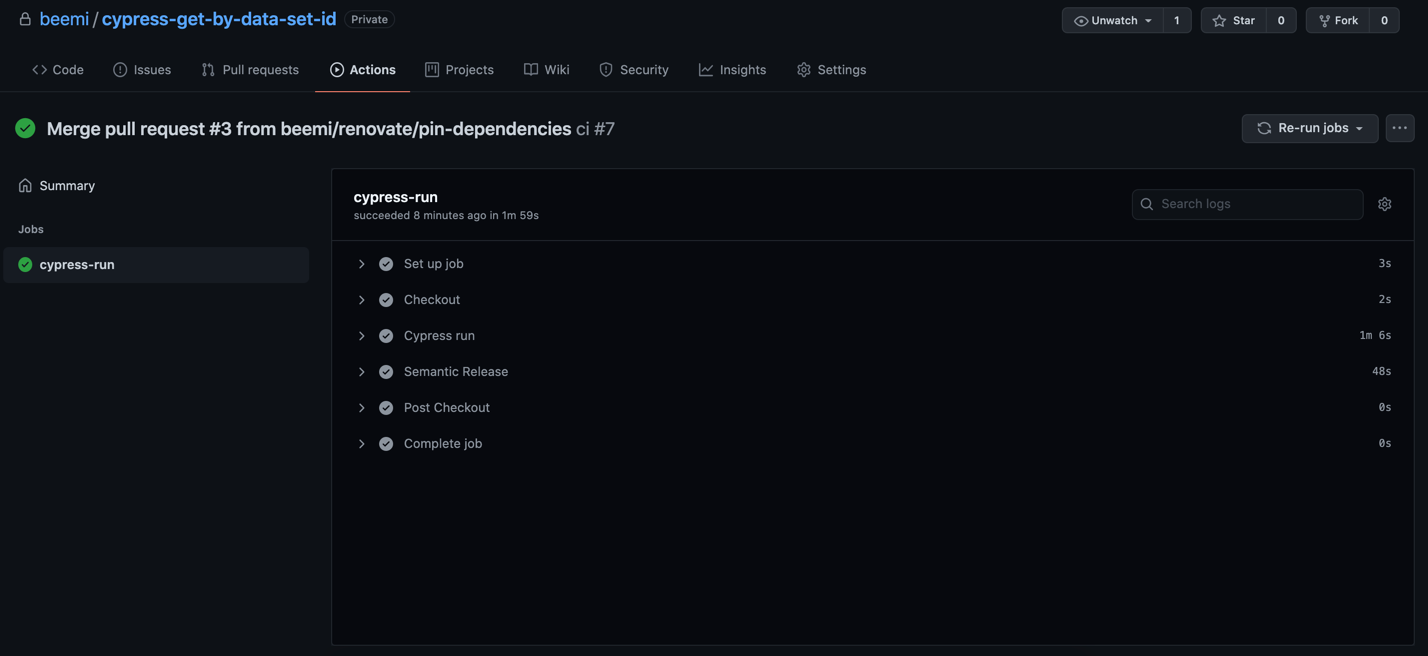 beemi / cypress-get-by-data-set-id Private Unwatch 1 Star 0 Fork 0
Code Issues Pull requests Actions Projects Wiki Security Insights Settings
Merge pull request #3 from beemi/renovate/pin-dependencies ci #7 Re-run jobs ...
Summary
Jobs
cypress-run
cypress-run
succeeded 8 minutes ago in 1m 59s
Search logs
Set up job 3s
Checkout 2s
Cypress run 1m 6s
Semantic Release 48s
Post Checkout 0s
Complete job 0s